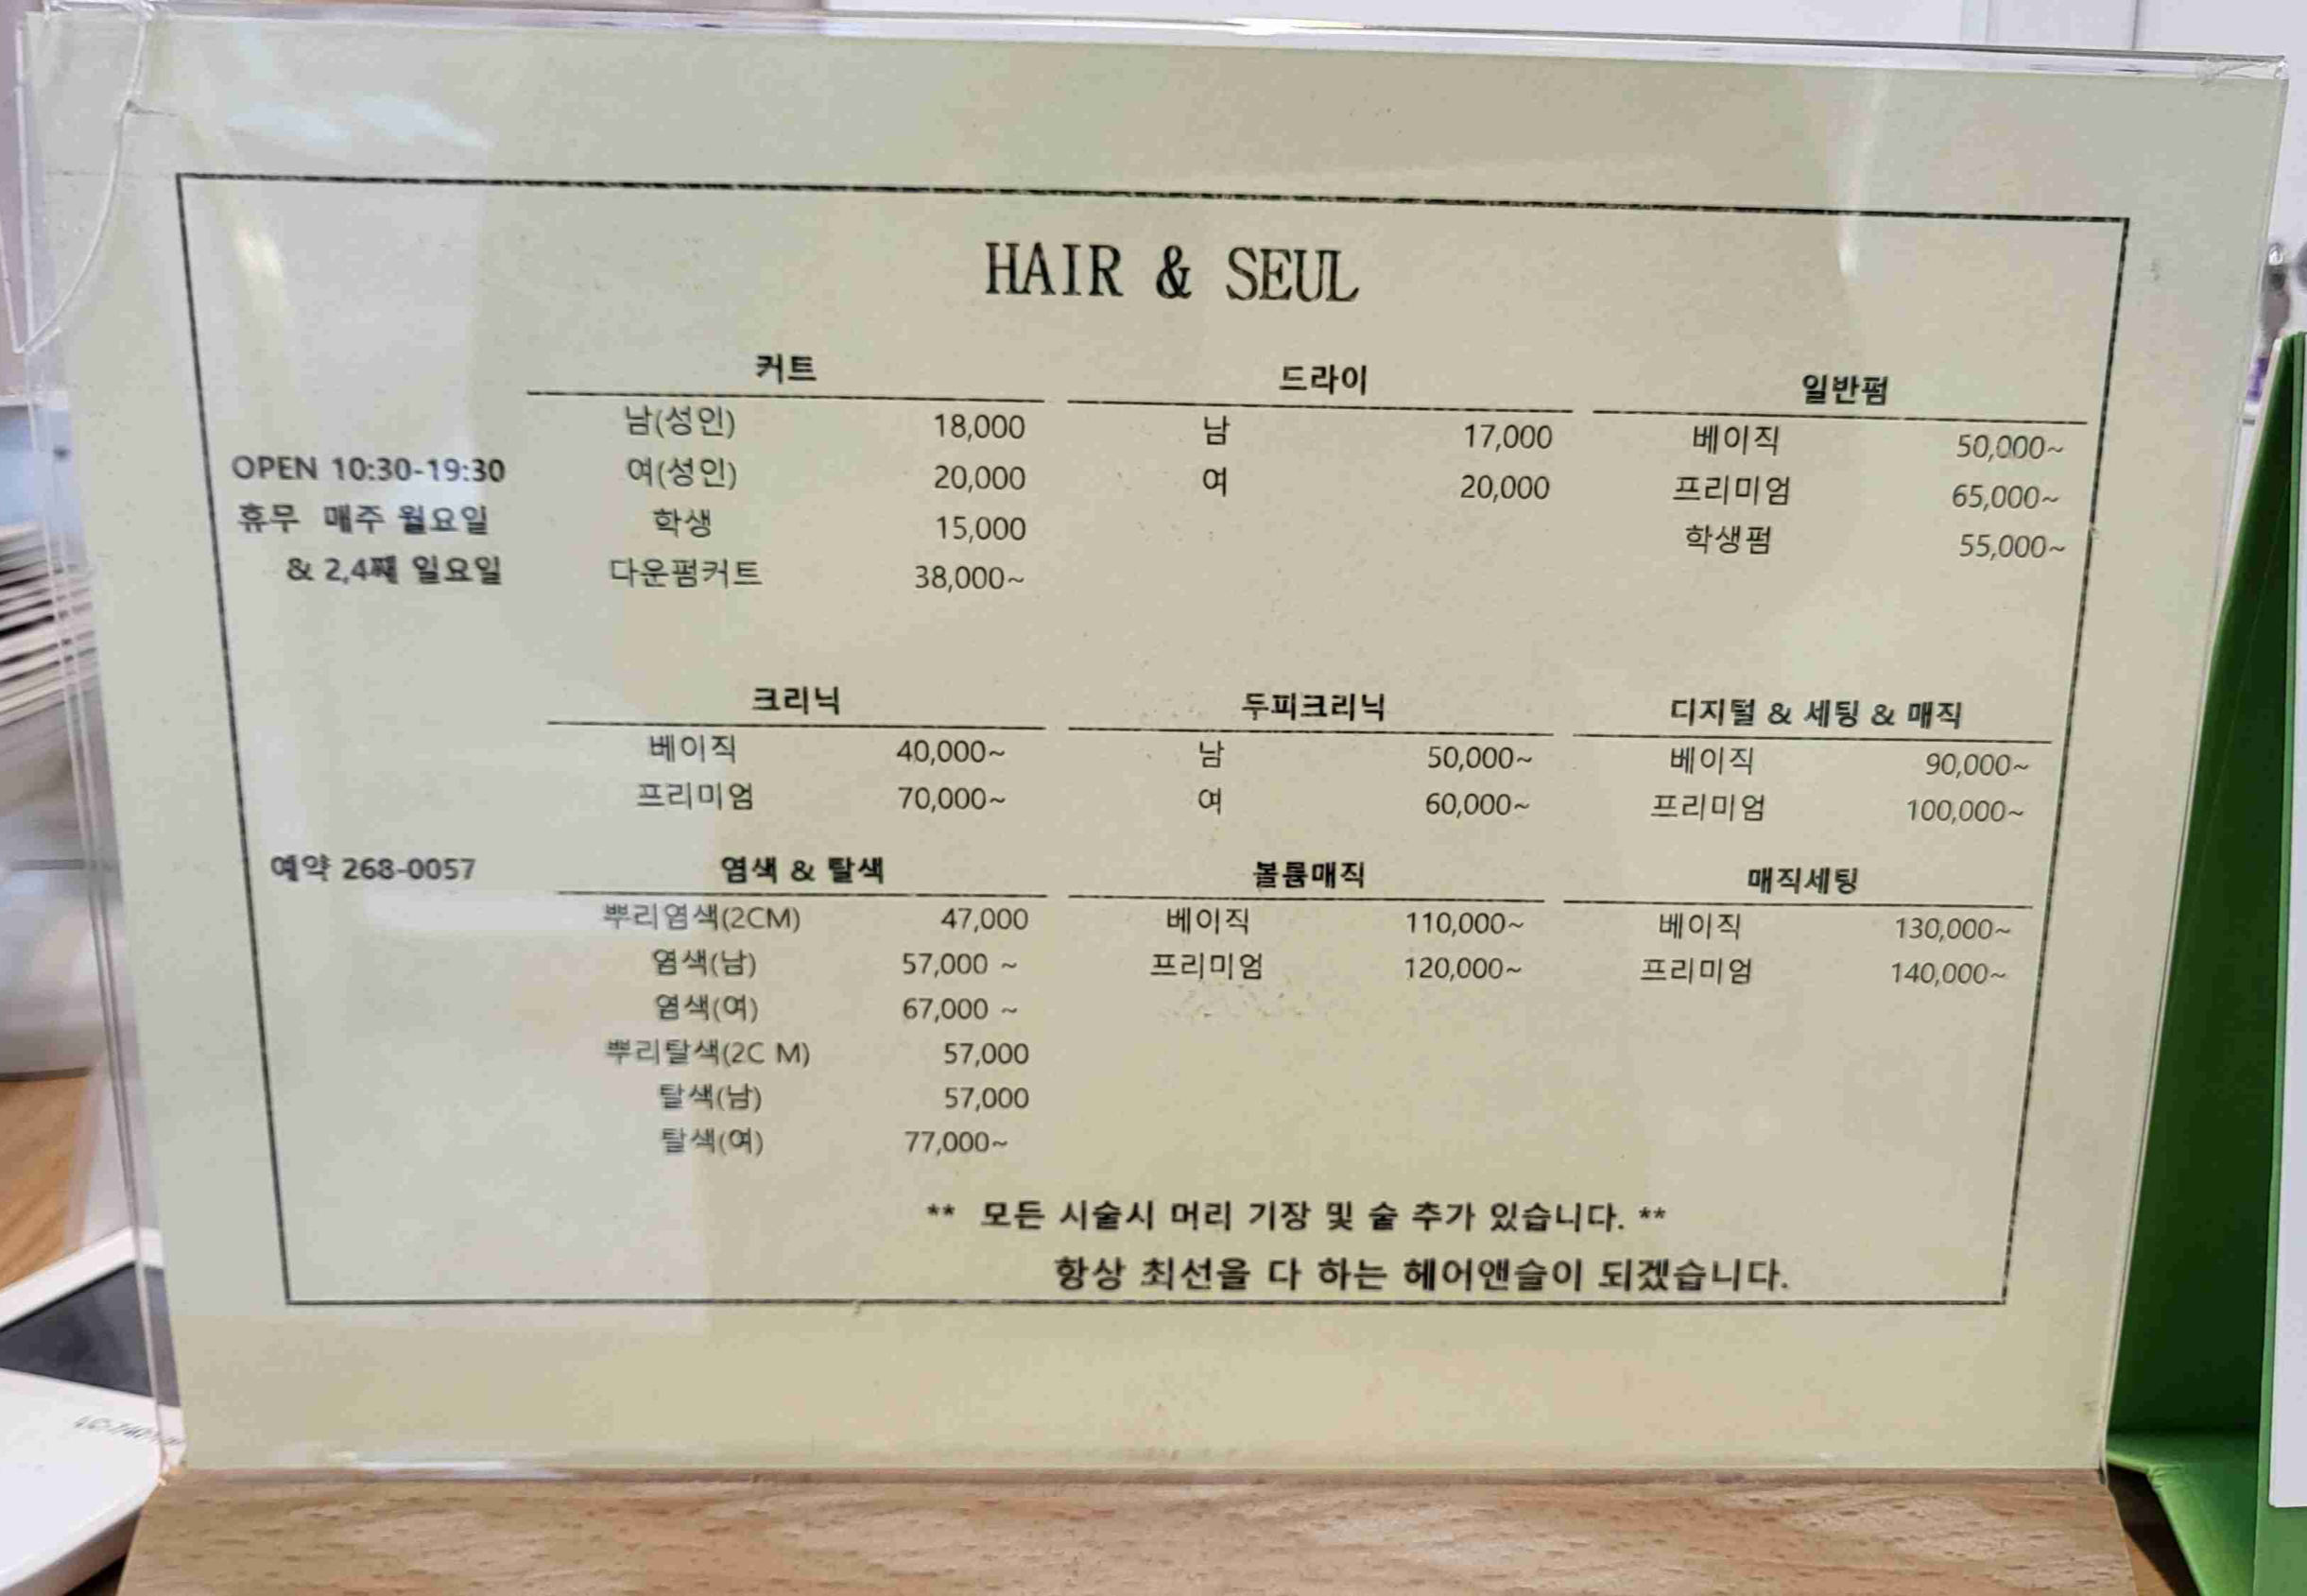 HAIR & SEUL
OPEN 10:30-19:30
휴무 매주 월요일
& 2,4째 일요일
커트
남(성인) 18,000
여(성인) 20,000
학생 15,000
다운펌커트 38,000~
드라이
남 17,000
여 20,000
일반펌
베이직 50,000~
프리미엄 65,000~
학생펌 55,000~
크리닉
베이직 40,000~
프리미엄 70,000~
두피크리닉
남 50,000~
여 60,000~
디지털 & 세팅 & 매직
베이직 90,000~
프리미엄 100,000~
예약 268-0057
염색 & 탈색
뿌리염색(2CM) 47,000
염색(남) 57,000 ~
염색(여) 67,000 ~
뿌리탈색(2C M) 57,000
탈색(남) 57,000
탈색(여) 77,000~
볼륨매직
베이직 110,000~
프리미엄 120,000~
매직세팅
베이직 130,000~
프리미엄 140,000~
** 모든 시술시 머리 기장 및 술 추가 있습니다. **
항상 최선을 다 하는 헤어앤슬이 되겠습니다.